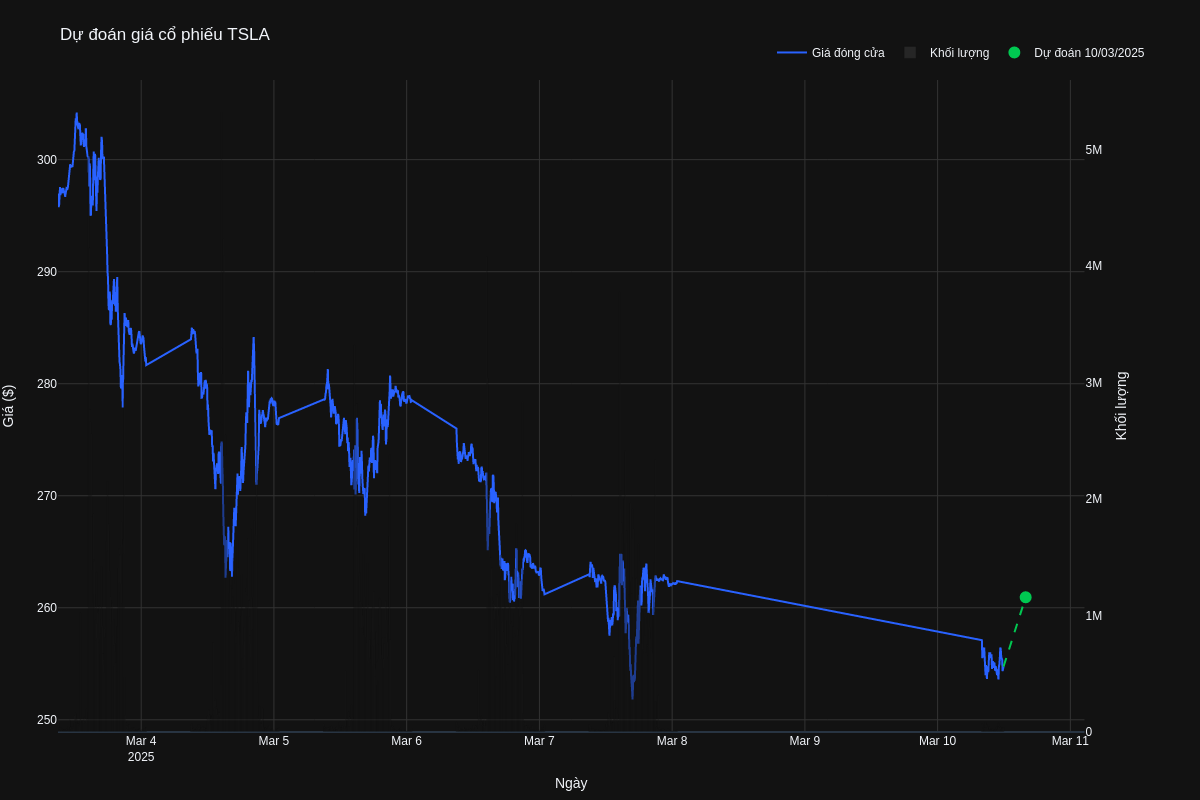 Dự đoán giá cổ phiếu TSLA
Giá đóng cửa
Khối lượng
Dự đoán 10/03/2025
300
290
280
270
260
250
Giá ($)
5M
4M
3M
2M
1M
0
Khối lượng
Mar 4
2025
Mar 5
Mar 6
Mar 7
Mar 8
Mar 9
Mar 10
Mar 11
Ngày